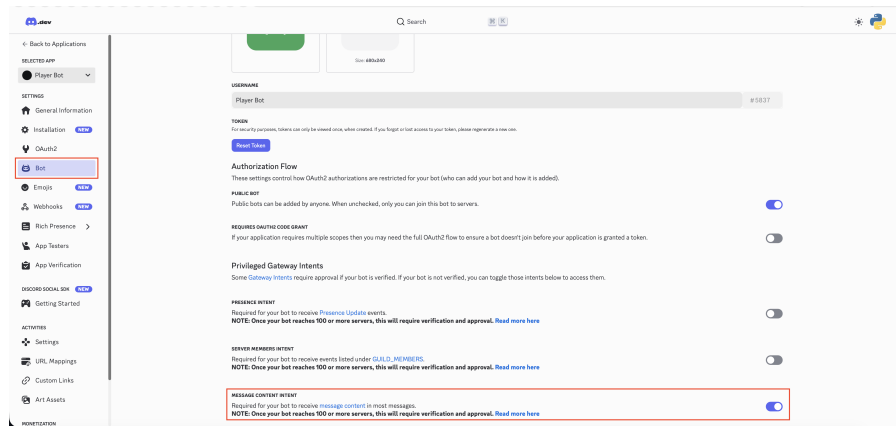 .dev
Search
⌘ K
← Back to Applications
SELECTED APP
Player Bot
SETTINGS
General Information
Installation NEW
OAuth2
Bot
Emojis NEW
Webhooks NEW
Rich Presence
App Testers
App Verification
DISCORD SOCIAL SDK NEW
Getting Started
ACTIVITIES
Settings
URL Mappings
Custom Links
Art Assets
MONETIZATION
Size: 680x240
USERNAME
Player Bot #5837
TOKEN
For security purposes, tokens can only be viewed once, when created. If you forgot or lost access to your token, please regenerate a new one.
Reset Token
Authorization Flow
These settings control how OAuth2 authorizations are restricted for your bot (who can add your bot and how it is added).
PUBLIC BOT
Public bots can be added by anyone. When unchecked, only you can join this bot to servers.
REQUIRES OAUTH2 CODE GRANT
If your application requires multiple scopes then you may need the full OAuth2 flow to ensure a bot doesn't join before your application is granted a token.
Privileged Gateway Intents
Some Gateway Intents require approval if your bot is verified. If your bot is not verified, you can toggle those intents below to access them.
PRESENCE INTENT
Required for your bot to receive Presence Update events.
NOTE: Once your bot reaches 100 or more servers, this will require verification and approval. Read more here
SERVER MEMBERS INTENT
Required for your bot to receive events listed under GUILD_MEMBERS.
NOTE: Once your bot reaches 100 or more servers, this will require verification and approval. Read more here
MESSAGE CONTENT INTENT
Required for your bot to receive message content in most messages.
NOTE: Once your bot reaches 100 or more servers, this will require verification and approval. Read more here